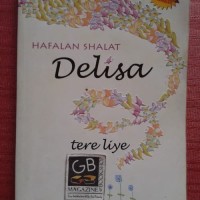 HAFALAN SHALAT
Delisa
tere liye
GB
MAGAZINES